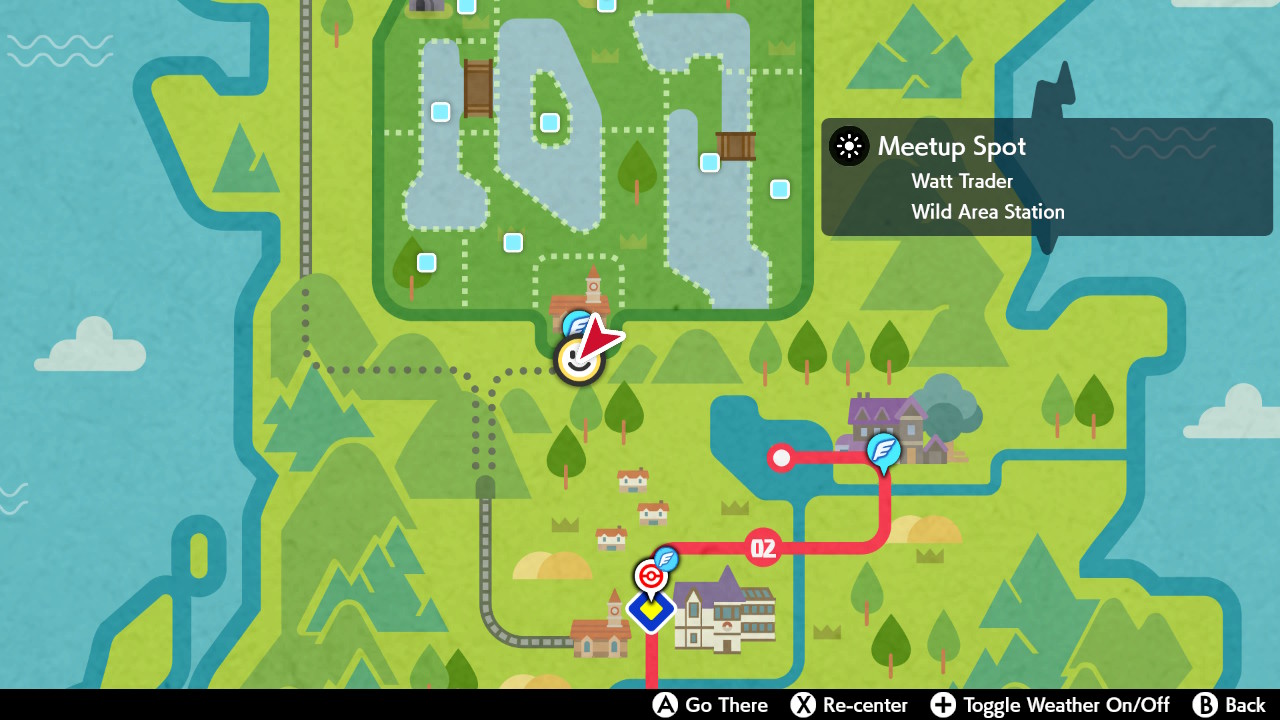 Meetup Spot
Watt Trader
Wild Area Station
02
A Go There X Re-center + Toggle Weather On/Off B Back